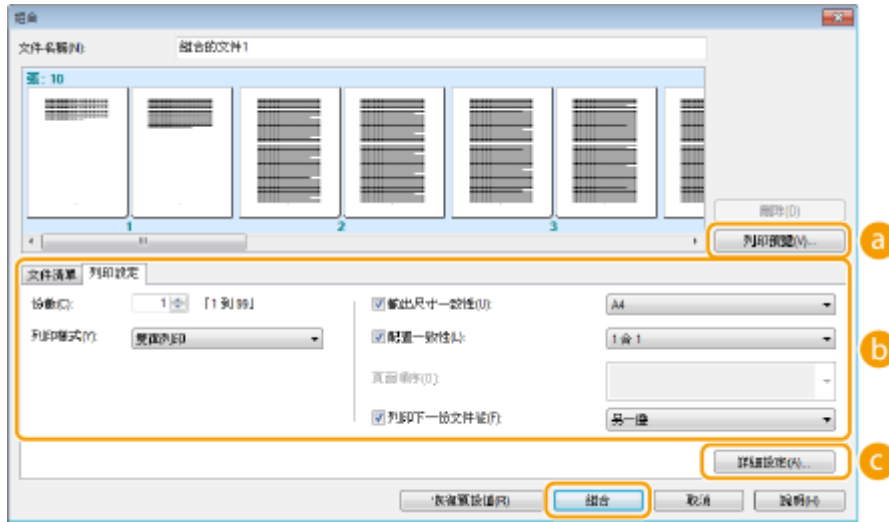 組合
文件名稱(N): 組合的文件1
張: 10
1 2 3
刪除(D)
列印預覽(V)... a
文件清單 列印設定
份數(C): 1 「1 到 99」 輸出尺寸一致性(U): A4
列印樣式(Y): 雙面列印 配置一致性(L): 1 合 1
頁面順序(O):
列印下一份文件從(F): 另一邊
b
詳細設定(A)... c
恢復預設值(R) 組合 取消 說明(H)